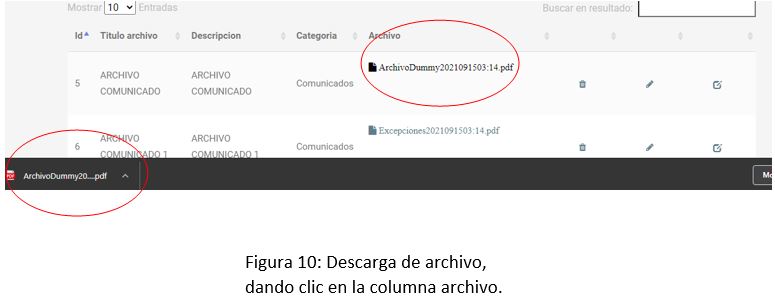 Mostrar 10 Entradas Buscar en resultado:
Id Titulo archivo Descripcion Categoria Archivo
5 ARCHIVO COMUNICADO ARCHIVO COMUNICADO Comunicados ArchivoDummy2021091503:14.pdf
6 ARCHIVO COMUNICADO 1 ARCHIVO COMUNICADO 1 Comunicados Excepciones2021091503:14.pdf
PDF ArchivoDummy20....pdf
Figura 10: Descarga de archivo,
dando clic en la columna archivo.